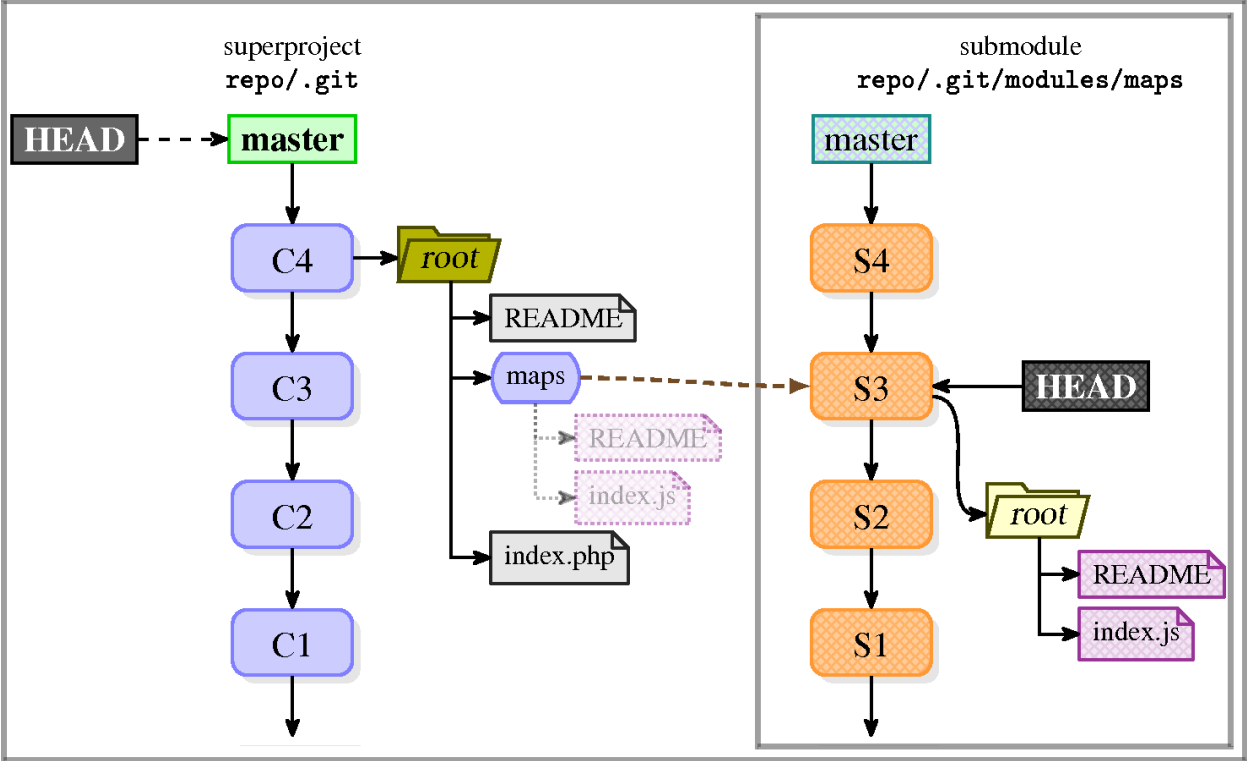 superproject
repo/.git
HEAD
master
C4
root
README
C3
maps
README
index.js
C2
index.php
C1
submodule
repo/.git/modules/maps
master
S4
S3
HEAD
S2
root
README
S1
index.js